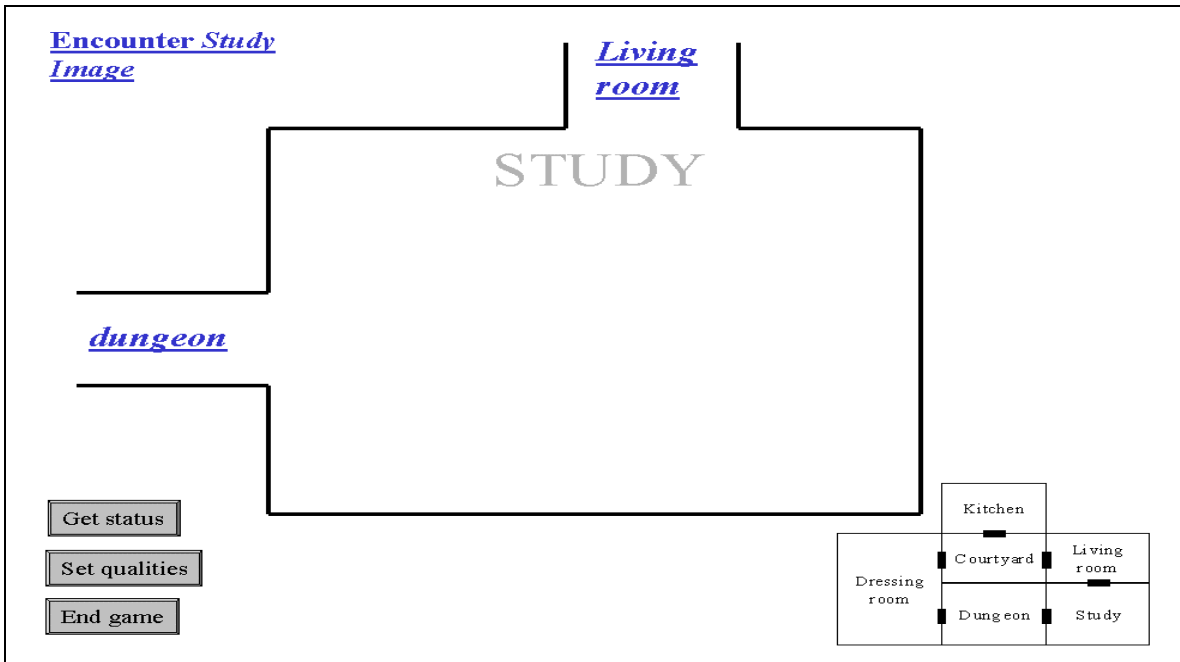 Encounter Study
Image
Living
room
STUDY
dungeon
Get status
Set qualities
End game
Kitchen
Courtyard
Living
room
Dressing
room
Dungeon
Study